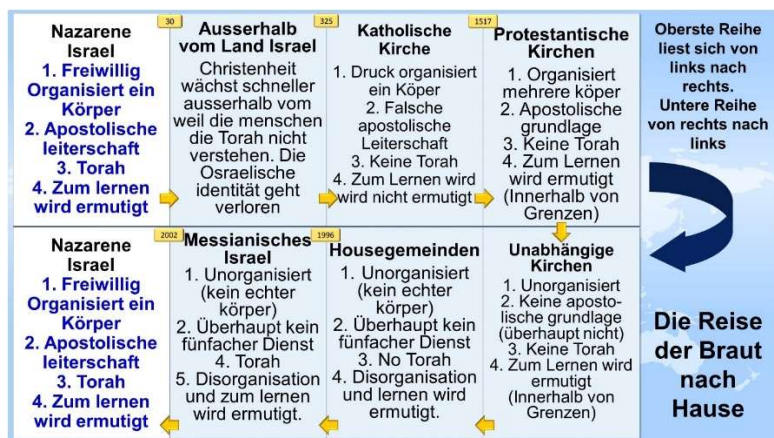 30
325
1517
Nazarene
Israel
1. Freiwillig
Organisiert ein
Körper
2. Apostolische
leiterschaft
3. Torah
4. Zum lernen
wird ermutigt
Ausserhalb
vom Land Israel
Christenheit
wächst schneller
ausserhalb vom
weil die menschen
die Torah nicht
verstehen. Die
Osraelische
identität geht
verloren
Katholische
Kirche
1. Druck organisiert
ein Köper
2. Falsche
apostolische
Leiterschaft
3. Keine Torah
4. Zum Lernen wird
wird nicht ermutigt
Protestantische
Kirchen
1. Organisiert
mehrere köper
2. Apostolische
grundlage
3. Keine Torah
4. Zum Lernen
wird ermutigt
(Innerhalb von
Grenzen)
Oberste Reihe
liest sich von
links nach
rechts.
Untere Reihe
von rechts nach
links
2002
1996
Nazarene
Israel
1. Freiwillig
Organisiert ein
Körper
2. Apostolische
leiterschaft
3. Torah
4. Zum lernen
wird ermutigt
Messianisches
Israel
1. Unorganisiert
(kein echter
körper)
2. Überhaupt kein
fünfacher Dienst
4. Torah
5. Disorganisation
und zum lernen
wird ermutigt.
Housegemeinden
1. Unorganisiert
(kein echter
körper)
2. Überhaupt kein
fünfacher Dienst
3. No Torah
4. Disorganisation
und lernen wird
ermutigt.
Unabhängige
Kirchen
1. Unorganisiert
2. Keine aposto-
lische grundlage
(überhaupt nicht)
3. Keine Torah
4. Zum Lernen wird
ermutigt
(Innerhalb von
Grenzen)
Die Reise
der Braut
nach
Hause